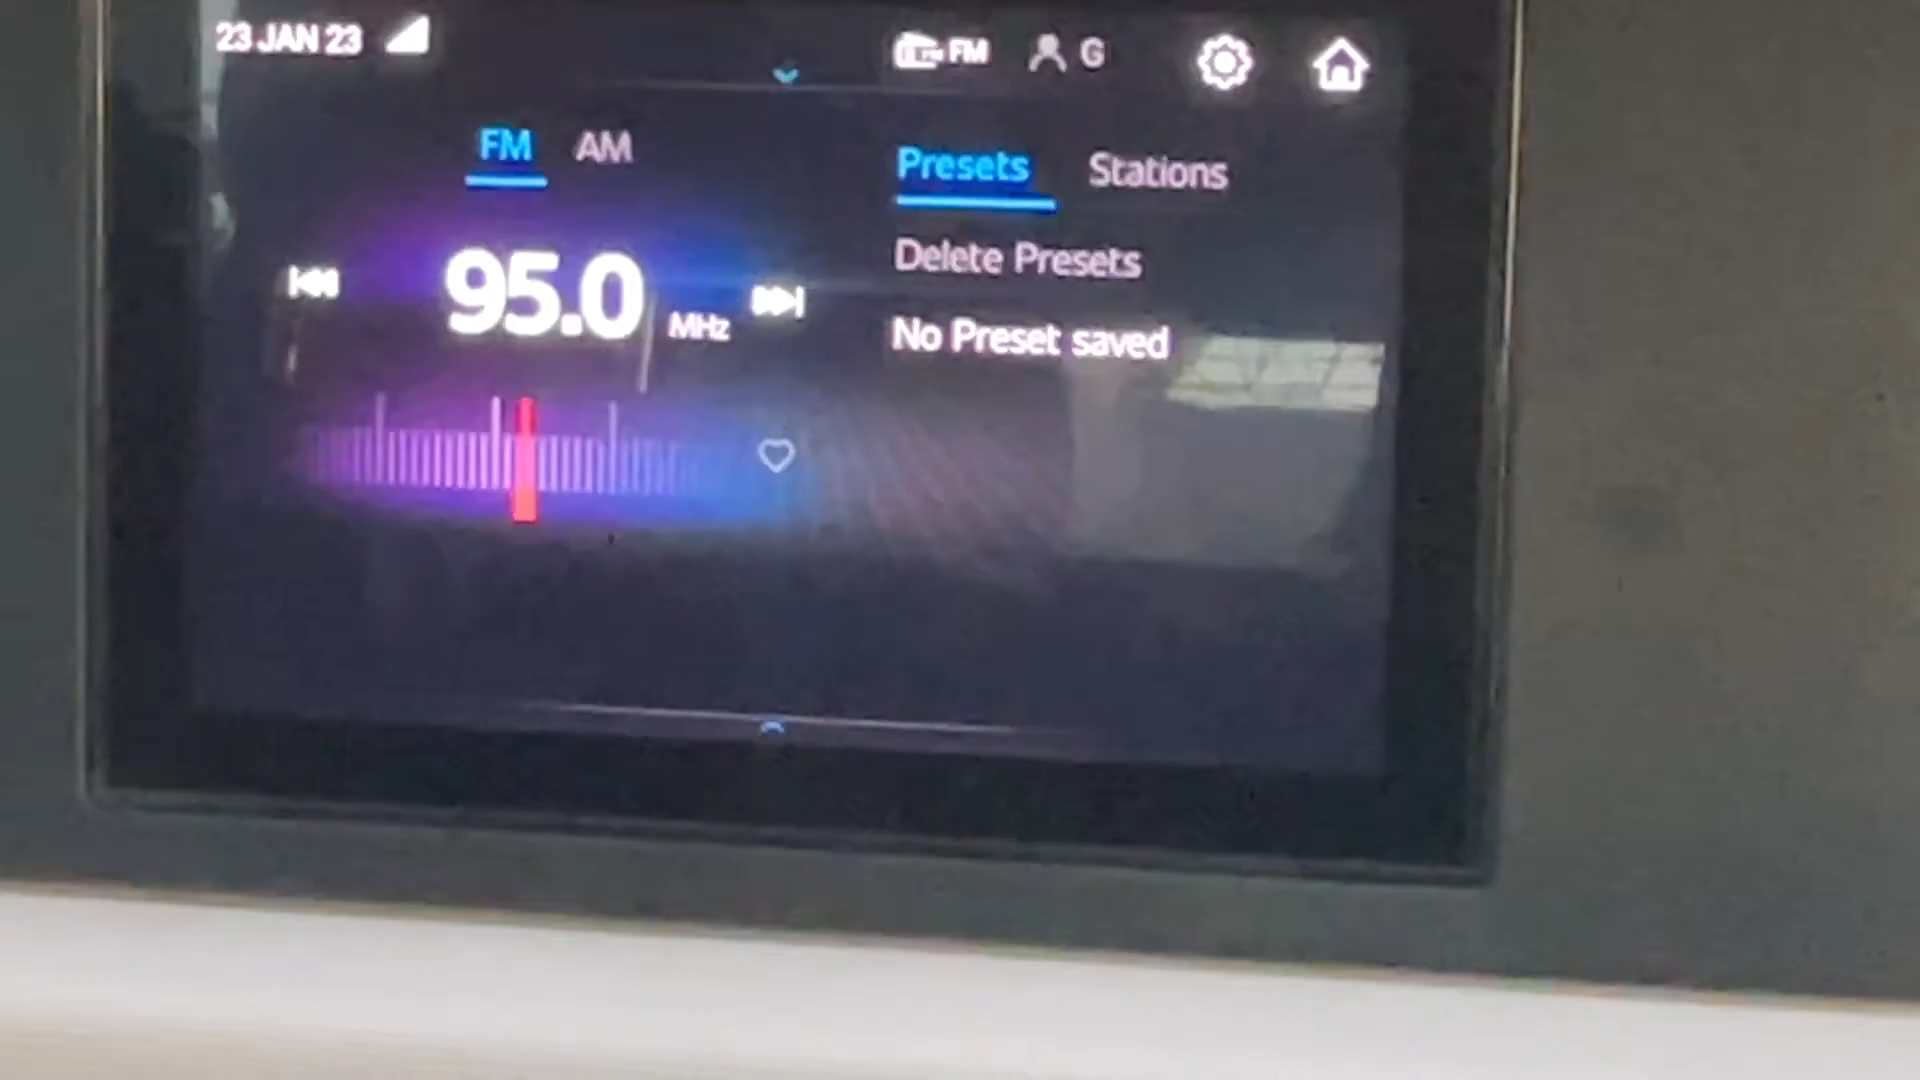 23 JAN 23
FM G
FM AM
95.0 MHz
Presets Stations
Delete Presets
No Preset saved